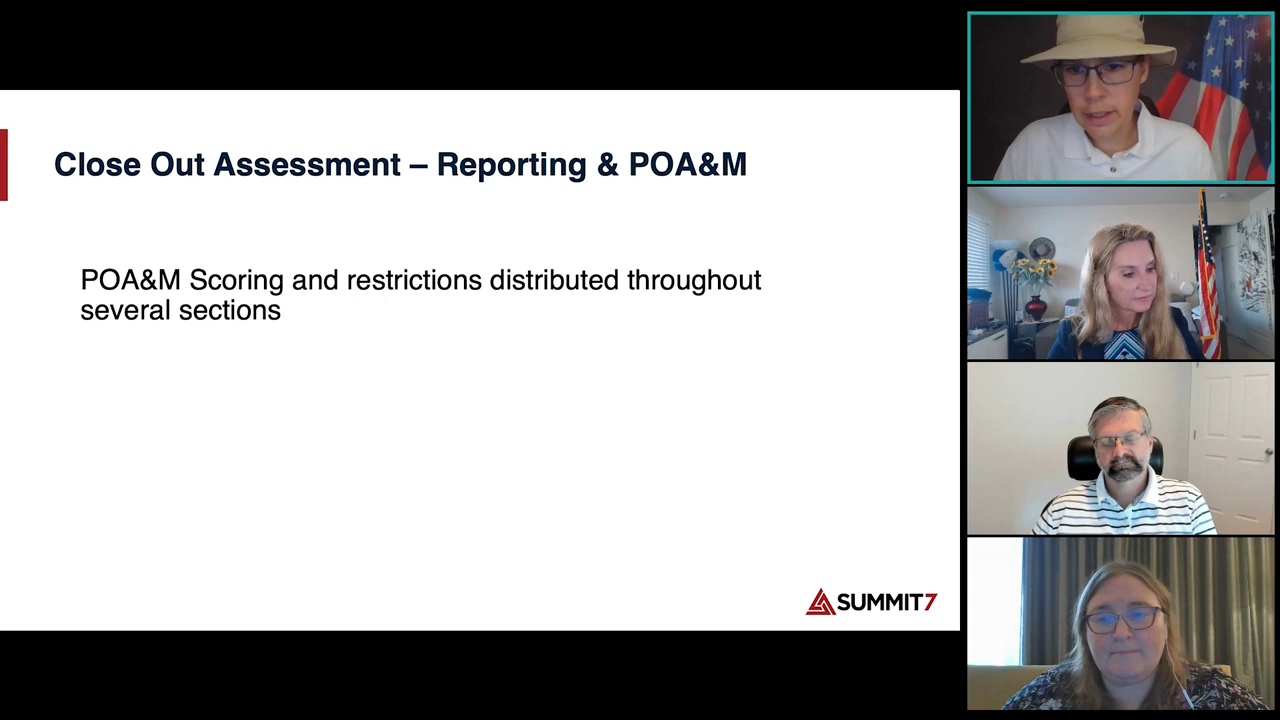 Close Out Assessment – Reporting & POA&M
POA&M Scoring and restrictions distributed throughout
several sections
SUMMIT7